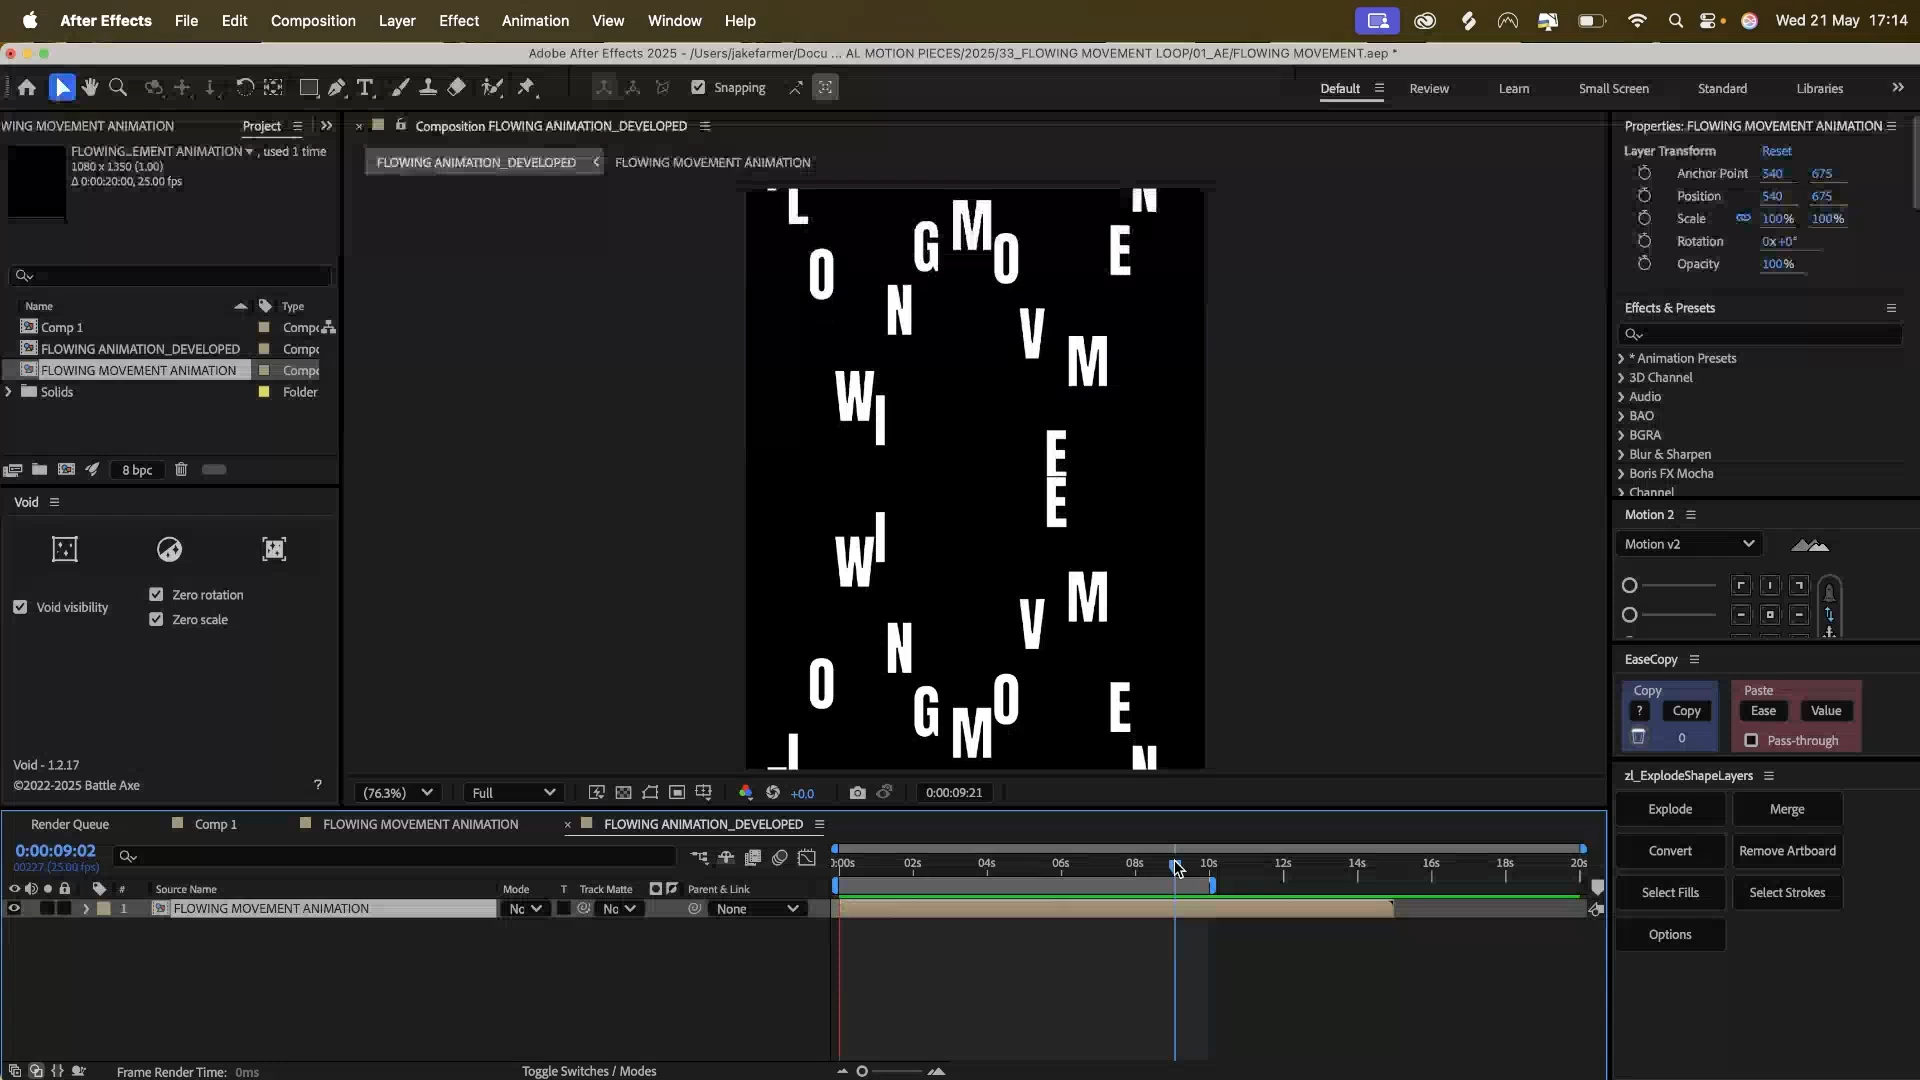 After Effects File Edit Composition Layer Effect Animation View Window Help Wed 21 May 17:14
Adobe After Effects 2025 - /Users/jakefarmer/Docu ... AL MOTION PIECES/2025/33_FLOWING MOVEMENT LOOP/01_AE/FLOWING MOVEMENT.aep *
Snapping Default Review Learn Small Screen Standard Libraries
WING MOVEMENT ANIMATION Project
Composition FLOWING ANIMATION_DEVELOPED
Properties: FLOWING MOVEMENT ANIMATION
FLOWING_EMENT ANIMATION , used 1 time
1080 x 1350 (1.00)
Δ 0:00:20:00, 25.00 fps
FLOWING ANIMATION_DEVELOPED FLOWING MOVEMENT ANIMATION
Layer Transform Reset
Anchor Point 540 675
Position 540 675
Scale 100% 100%
Rotation 0x+0°
Opacity 100%
Name Type
Comp 1 Compc
FLOWING ANIMATION_DEVELOPED Compc
FLOWING MOVEMENT ANIMATION Compc
Solids Folder
8 bpc
Effects & Presets
* Animation Presets
3D Channel
Audio
BAO
BGRA
Blur & Sharpen
Boris FX Mocha
Channel
L G M O N
O N V E
W I M
E
E
W I M
N V
O G M O E
L N
Void
Void visibility
Zero rotation
Zero scale
Void - 1.2.17
©2022-2025 Battle Axe ?
Motion 2
Motion v2
EaseCopy
Copy Paste
? Copy Ease Value
0 Pass-through
zl_ExplodeShapeLayers
Explode Merge
Convert Remove Artboard
Select Fills Select Strokes
Options
(76.3%) Full +0.0 0:00:09:21
Render Queue Comp 1 FLOWING MOVEMENT ANIMATION FLOWING ANIMATION_DEVELOPED
0:00:09:02
00227 (25.00 fps)
):00s 02s 04s 06s 08s 10s 12s 14s 16s 18s 20s
# Source Name Mode T Track Matte Parent & Link
1 FLOWING MOVEMENT ANIMATION Nc Nc None
Frame Render Time: 0ms Toggle Switches / Modes